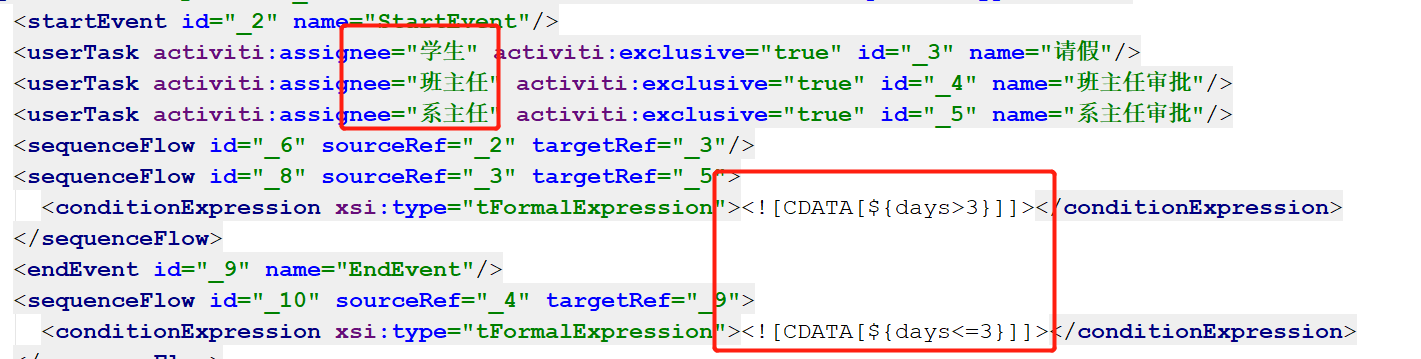 <startEvent id="_2" name="StartEvent"/>
<userTask activiti:assignee="学生" activiti:exclusive="true" id="_3" name="请假"/>
<userTask activiti:assignee="班主任" activiti:exclusive="true" id="_4" name="班主任审批"/>
<userTask activiti:assignee="系主任" activiti:exclusive="true" id="_5" name="系主任审批"/>
<sequenceFlow id="_6" sourceRef="_2" targetRef="_3"/>
<sequenceFlow id="_8" sourceRef="_3" targetRef="_5">
<conditionExpression xsi:type="tFormalExpression"><![CDATA[${days>3}]]></conditionExpression>
</sequenceFlow>
<endEvent id="_9" name="EndEvent"/>
<sequenceFlow id="_10" sourceRef="_4" targetRef="_9">
<conditionExpression xsi:type="tFormalExpression"><![CDATA[${days<=3}]]></conditionExpression>